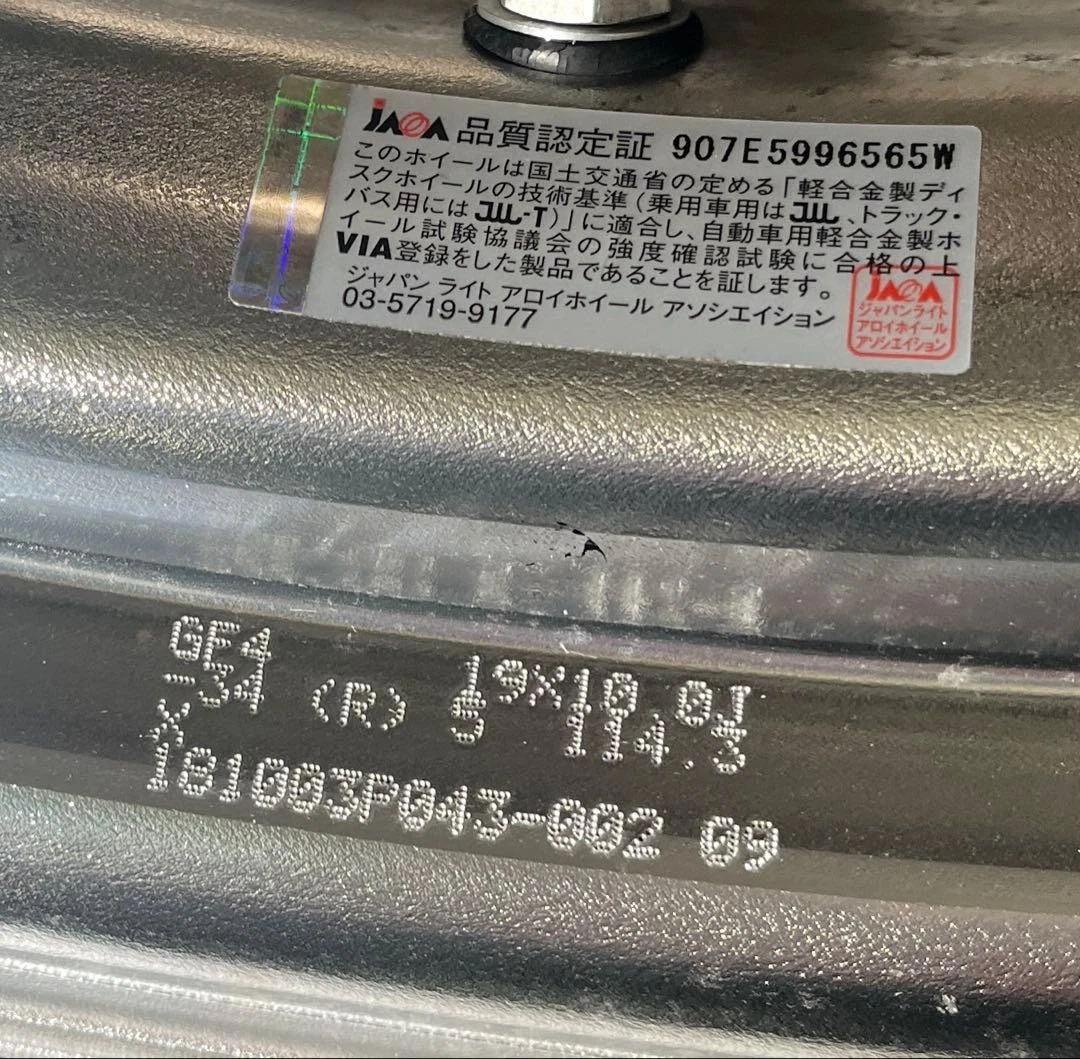 JAWA 品質認定証 907E5996565W
このホイールは国土交通省の定める「軽合金製ディ
スクホイールの技術基準(乗用車用はJWL、トラック・
バス用にはJWL-T)」に適合し、自動車用軽合金製ホ
イール試験協議会の強度確認試験に合格の上
VIA登録をした製品であることを証します。
ジャパン ライト アロイホイール アソシエイション
03-5719-9177
JAWA
ジャパンライト
アロイホイール
アソシエイション
GF4 19X10.0J
-34 (R) 5 114.3
X
181003P043-002 09